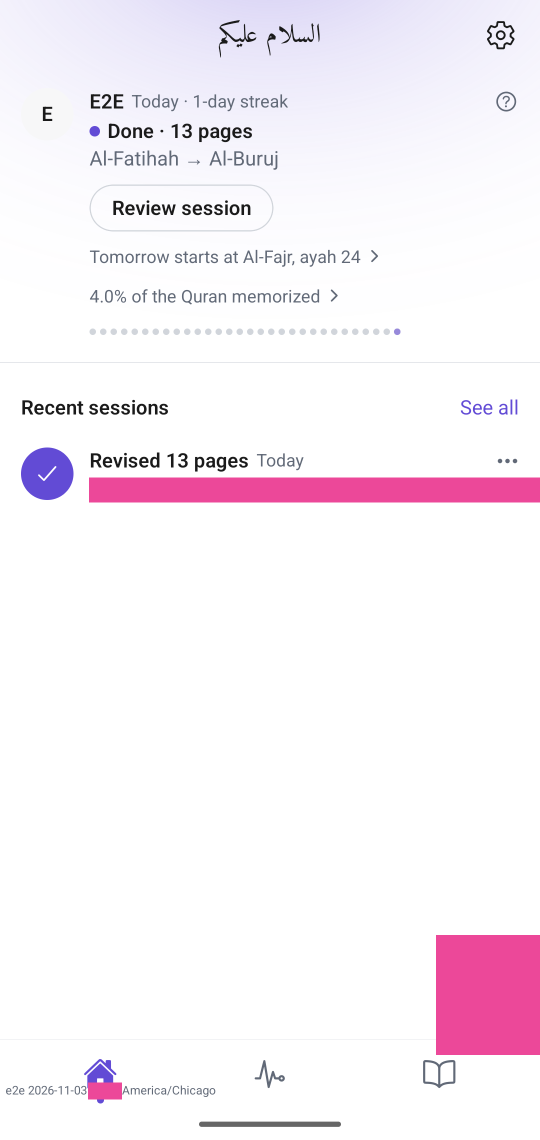 السلام عليكم
E
E2E Today · 1-day streak
Done · 13 pages
Al-Fatihah → Al-Buruj
Review session
Tomorrow starts at Al-Fajr, ayah 24
4.0% of the Quran memorized
Recent sessions See all
Revised 13 pages Today
e2e 2026-11-03 America/Chicago